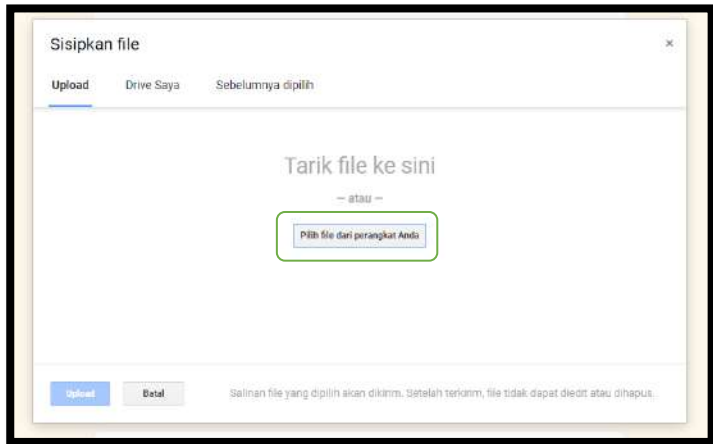 Sisipkan file ×
Upload Drive Saya Sebelumnya dipilih
Tarik file ke sini
— atau —
Pilih file dari perangkat Anda
Upload Batal Salinan file yang dipilih akan dikirim. Setelah terkirim, file tidak dapat diedit atau dihapus.